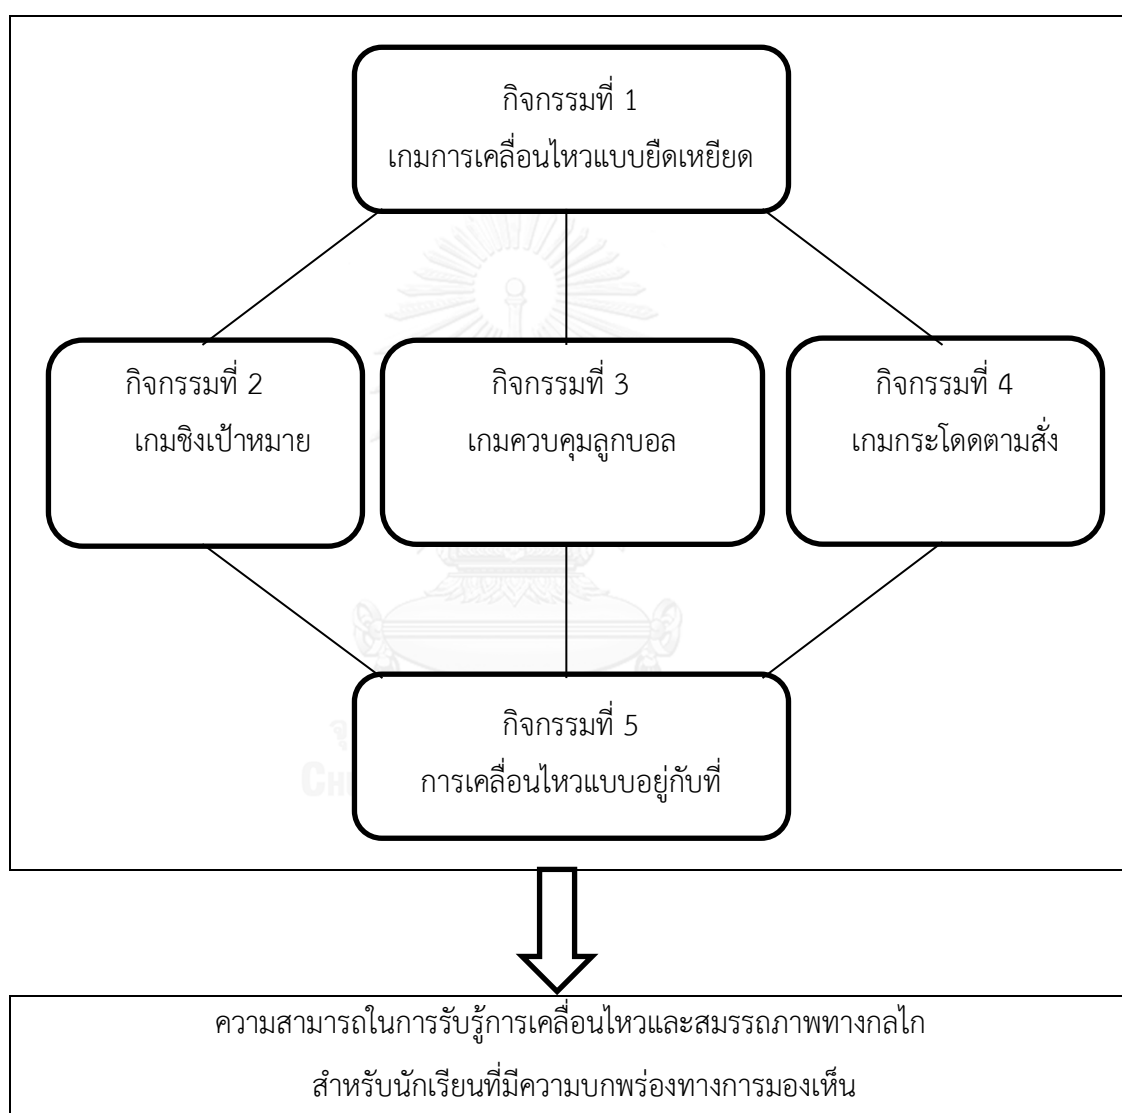 กิจกรรมที่ 1
เกมการเคลื่อนไหวแบบยืดเหยียด
กิจกรรมที่ 2
เกมชิงเป้าหมาย
กิจกรรมที่ 3
เกมควบคุมลูกบอล
กิจกรรมที่ 4
เกมกระโดดตามสั่ง
กิจกรรมที่ 5
การเคลื่อนไหวแบบอยู่กับที่
ความสามารถในการรับรู้การเคลื่อนไหวและสมรรถภาพทางกลไก
สำหรับนักเรียนที่มีความบกพร่องทางการมองเห็น